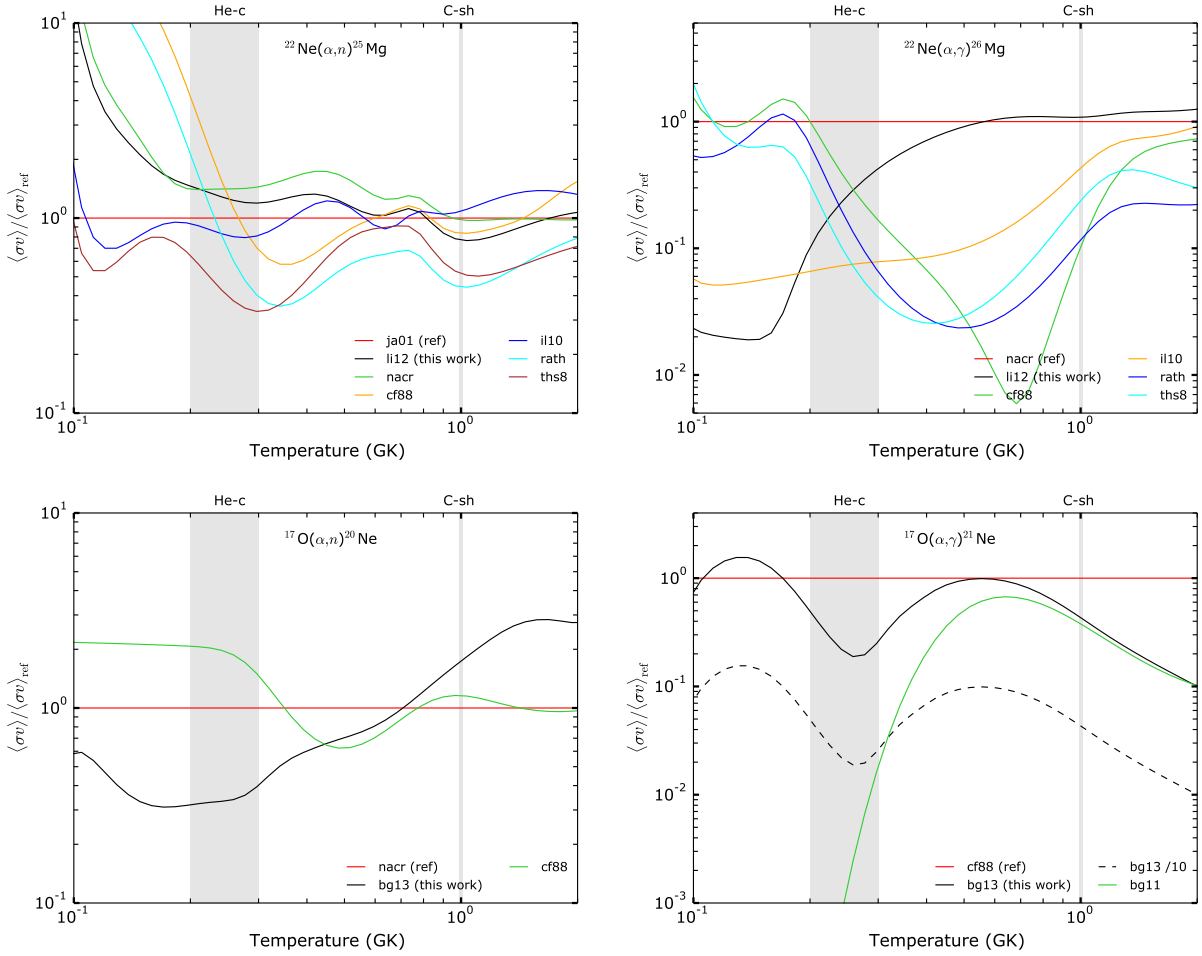 He-c C-sh
²²Ne(α,n)²⁵Mg
10¹
10⁰
10⁻¹
⟨σv⟩/⟨σv⟩ref
ja01 (ref)
li12 (this work)
nacr
cf88
il10
rath
ths8
10⁻¹ 10⁰
Temperature (GK)
He-c C-sh
²²Ne(α,γ)²⁶Mg
10⁰
10⁻¹
10⁻²
⟨σv⟩/⟨σv⟩ref
nacr (ref)
li12 (this work)
cf88
il10
rath
ths8
10⁻¹ 10⁰
Temperature (GK)
He-c C-sh
¹⁷O(α,n)²⁰Ne
10¹
10⁰
10⁻¹
⟨σv⟩/⟨σv⟩ref
nacr (ref)
bg13 (this work)
cf88
10⁻¹ 10⁰
Temperature (GK)
He-c C-sh
¹⁷O(α,γ)²¹Ne
10⁰
10⁻¹
10⁻²
10⁻³
⟨σv⟩/⟨σv⟩ref
cf88 (ref)
bg13 (this work)
bg13 /10
bg11
10⁻¹ 10⁰
Temperature (GK)